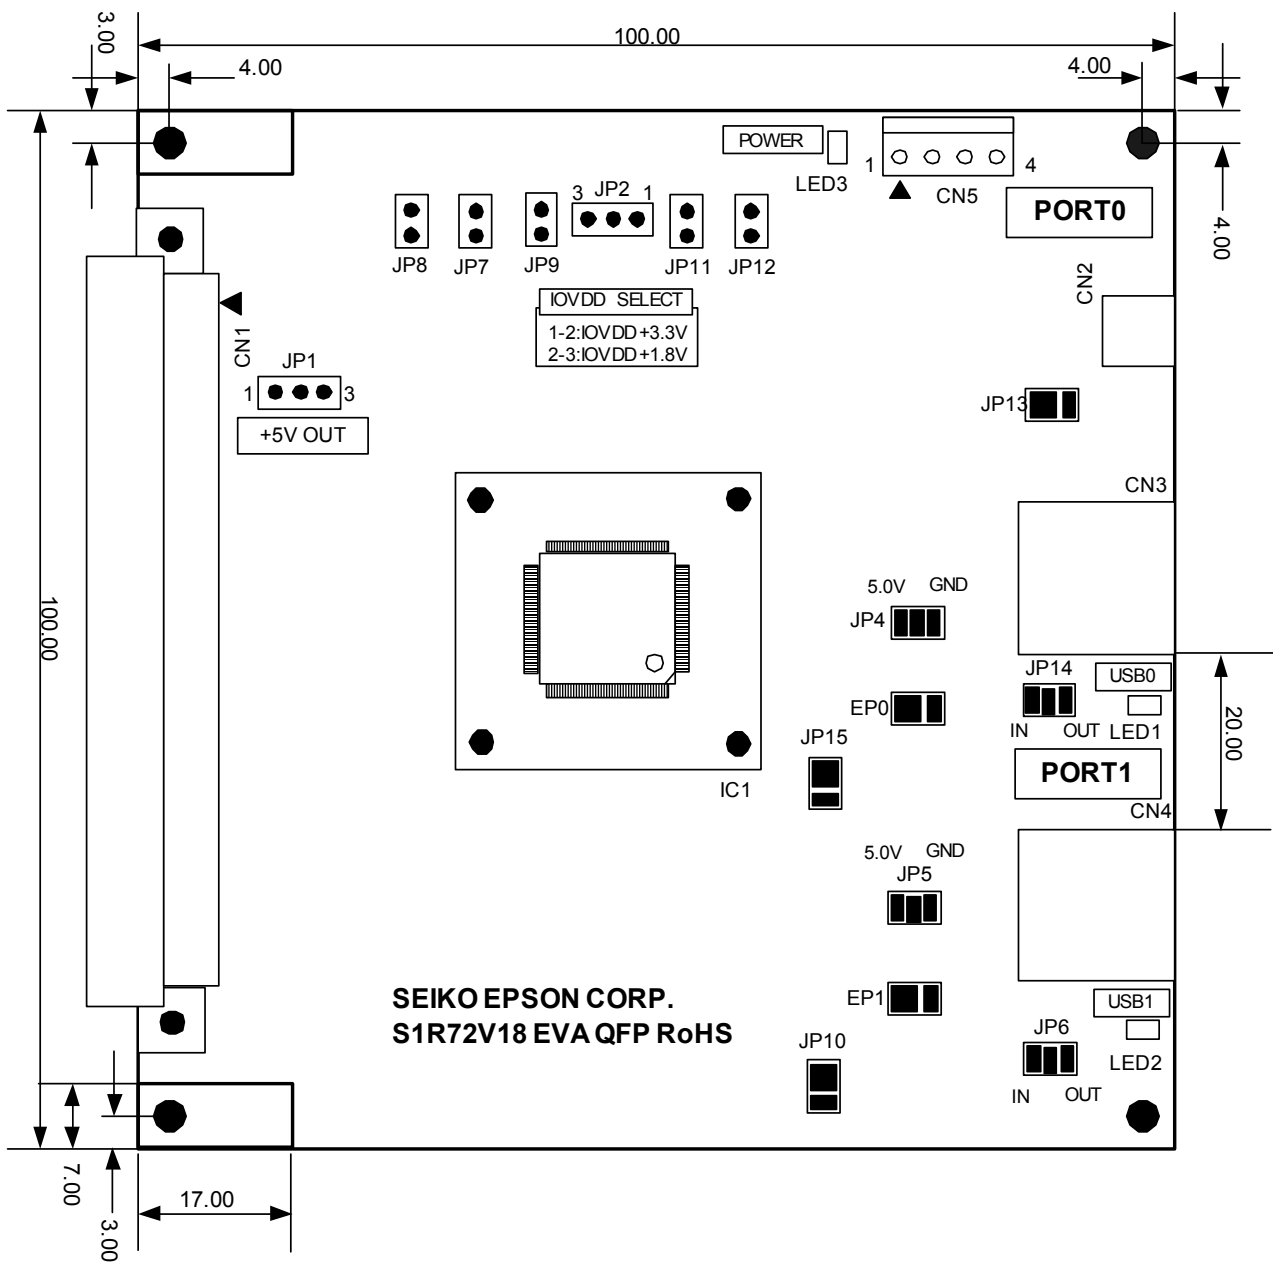 100.00
3.00
4.00
4.00
POWER
LED3
1
4
CN5
PORT0
4.00
3
JP2
1
JP8
JP7
JP9
JP11
JP12
CN2
IOVDD SELECT
1-2:IOVDD+3.3V
2-3:IOVDD+1.8V
CN1
JP1
1
3
+5V OUT
JP13
CN3
5.0V
GND
JP4
100.00
JP14
USB0
EP0
IN
OUT
LED1
20.00
JP15
PORT1
IC1
CN4
5.0V
GND
JP5
SEIKO EPSON CORP.
S1R72V18 EVA QFP RoHS
EP1
USB1
JP10
JP6
LED2
IN
OUT
7.00
17.00
3.00